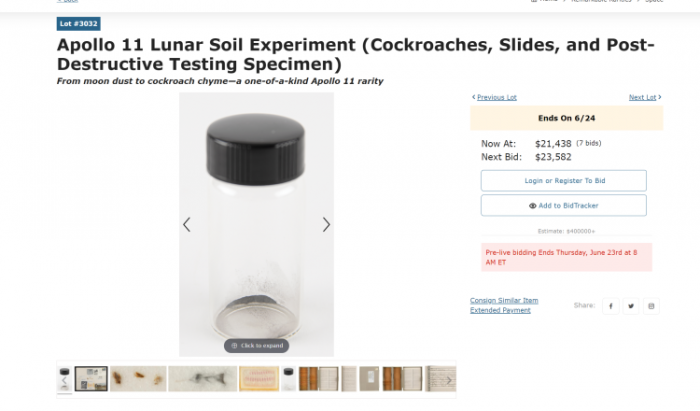 Lot #3032
Apollo 11 Lunar Soil Experiment (Cockroaches, Slides, and Post-
Destructive Testing Specimen)
From moon dust to cockroach chyme—a one-of-a-kind Apollo 11 rarity
Previous Lot
Next Lot
Ends On 6/24
Now At: $21,438 (7 bids)
Next Bid: $23,582
Login or Register To Bid
Add to BidTracker
Estimate: $400000+
Pre-live bidding Ends Thursday, June 23rd at 8
AM ET
Consign Similar Item
Extended Payment
Share:
Click to expand